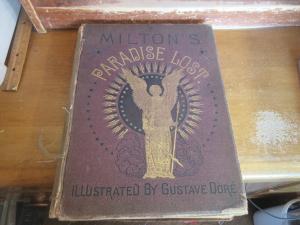 MILTON'S
PARADISE LOST
ILLUSTRATED BY GUSTAVE DORÉ